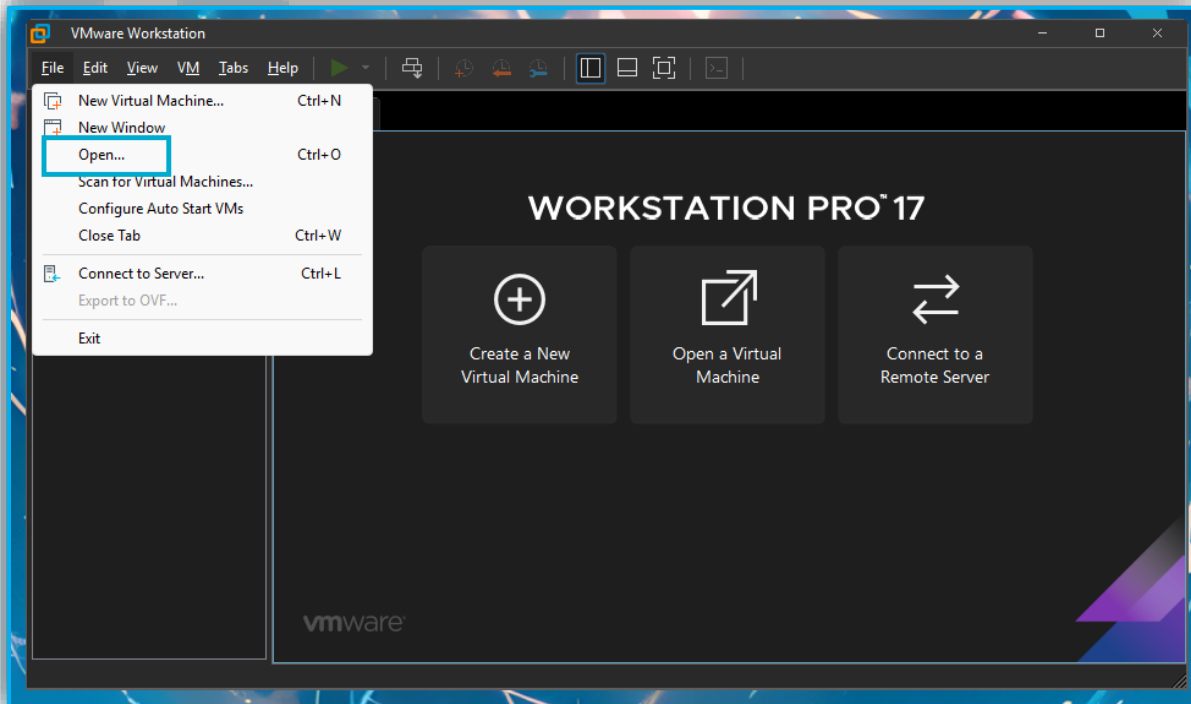 VMware Workstation
File Edit View VM Tabs Help
New Virtual Machine... Ctrl+N
New Window
Open... Ctrl+O
Scan for Virtual Machines...
Configure Auto Start VMs
Close Tab Ctrl+W
Connect to Server... Ctrl+L
Export to OVF...
Exit
WORKSTATION PRO™ 17
Create a New
Virtual Machine
Open a Virtual
Machine
Connect to a
Remote Server
vmware